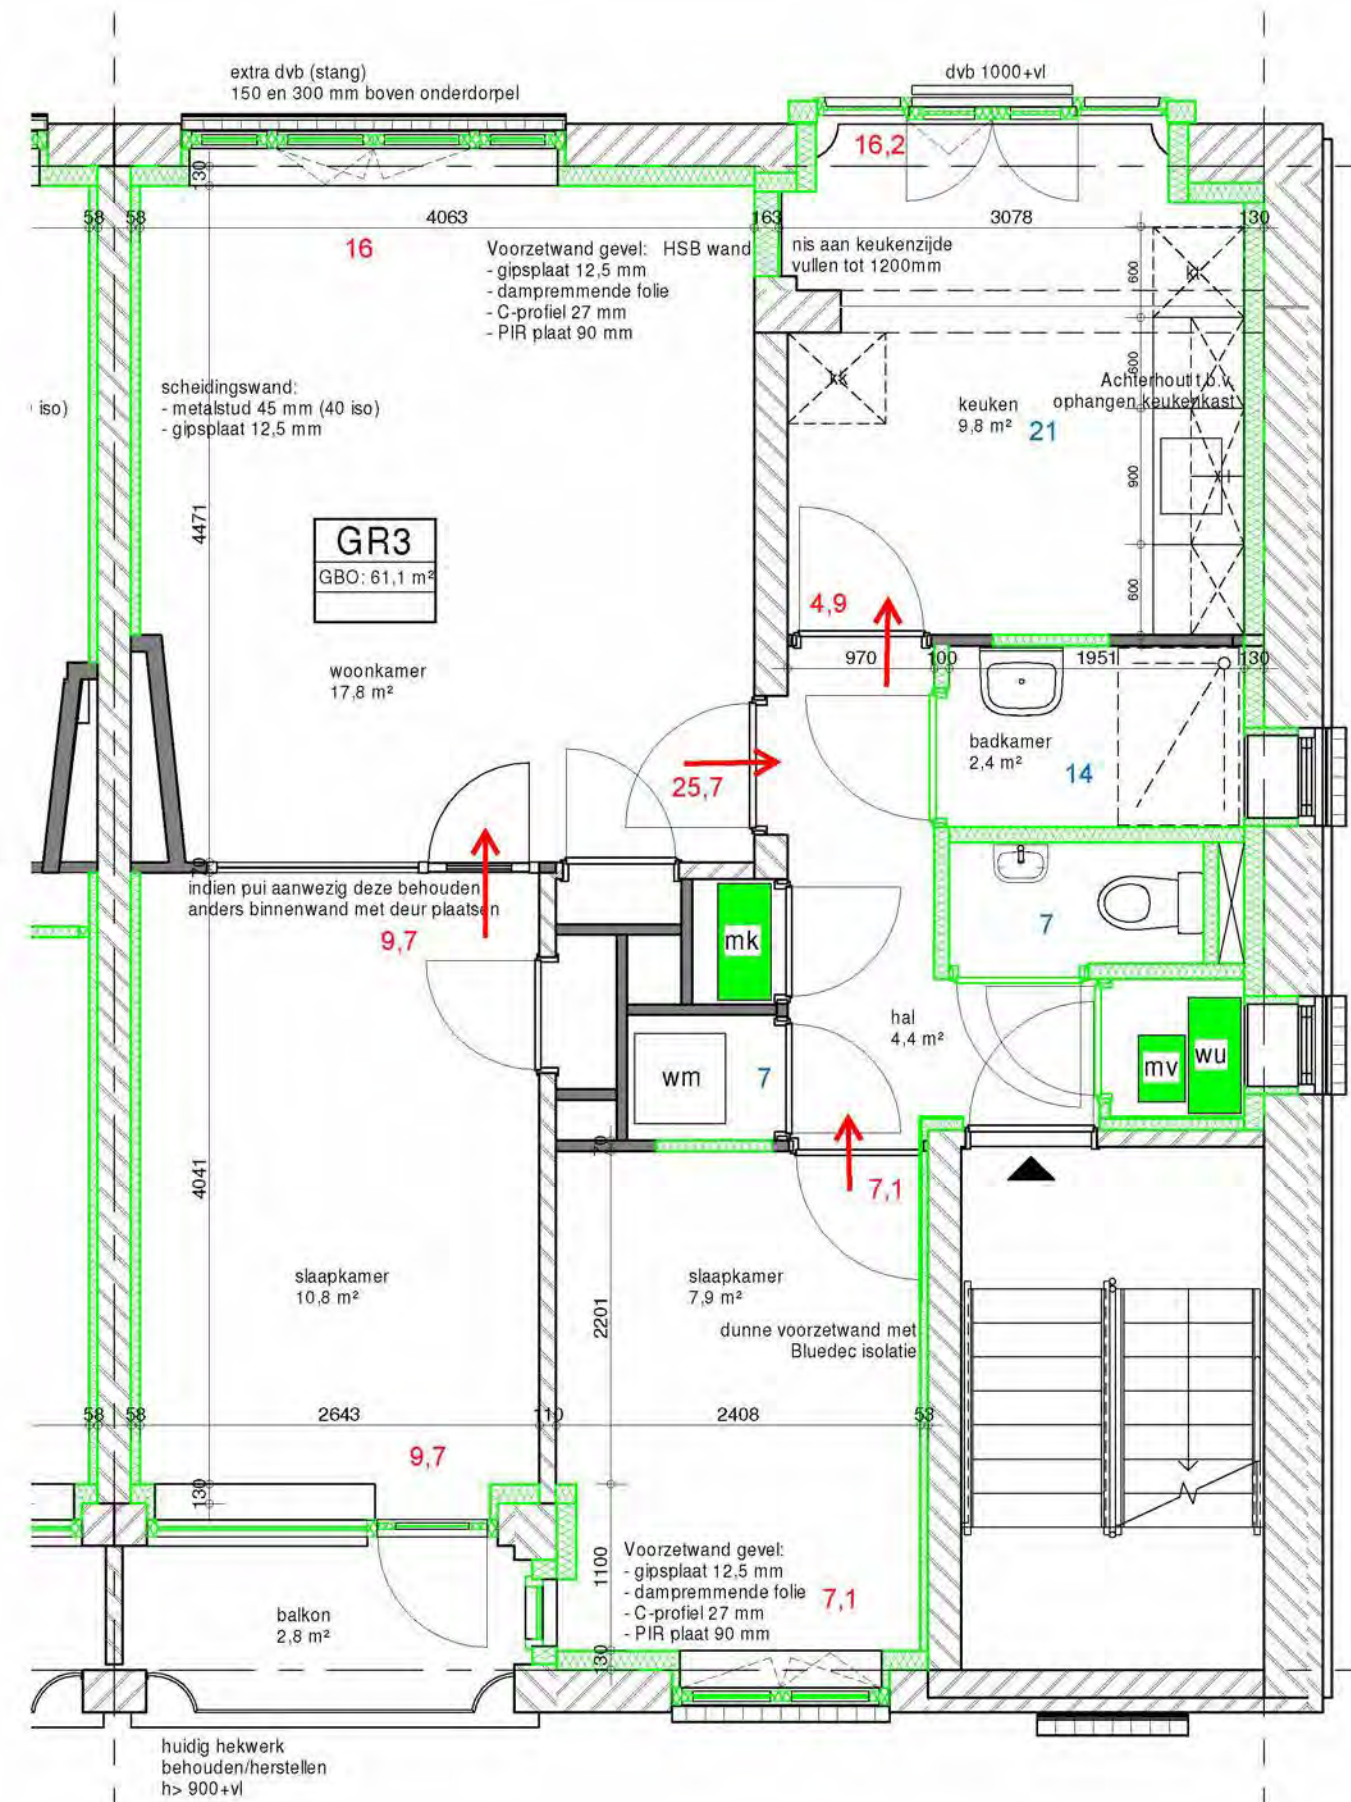 extra dvb (stang)
150 en 300 mm boven onderdorpel
dvb 1000+vl
16,2
130
58
58
4063
163
3078
130
16
Voorzetwand gevel: HSB wand
- gipsplaat 12,5 mm
- dampremmende folie
- C-profiel 27 mm
- PIR plaat 90 mm
nis aan keukenzijde
vullen tot 1200mm
600
kk
600
scheidingswand:
- metalstud 45 mm (40 iso)
- gipsplaat 12,5 mm
iso)
Achterhout t.b.v.
ophangen keukenkast
keuken
9,8 m²
21
900
4471
GR3
GBO: 61,1 m²
600
4,9
woonkamer
17,8 m²
970
100
1951
130
badkamer
2,4 m²
14
25,7
70
indien pui aanwezig deze behouden
anders binnenwand met deur plaatsen
9,7
mk
7
hal
4,4 m²
wm
7
mv
wu
70
4041
7,1
slaapkamer
10,8 m²
slaapkamer
7,9 m²
2201
dunne voorzetwand met
Bluedec isolatie
58
58
2643
110
2408
58
9,7
130
Voorzetwand gevel:
- gipsplaat 12,5 mm
- dampremmende folie
- C-profiel 27 mm
- PIR plaat 90 mm
1100
7,1
balkon
2,8 m²
130
huidig hekwerk
behouden/herstellen
h> 900+vl